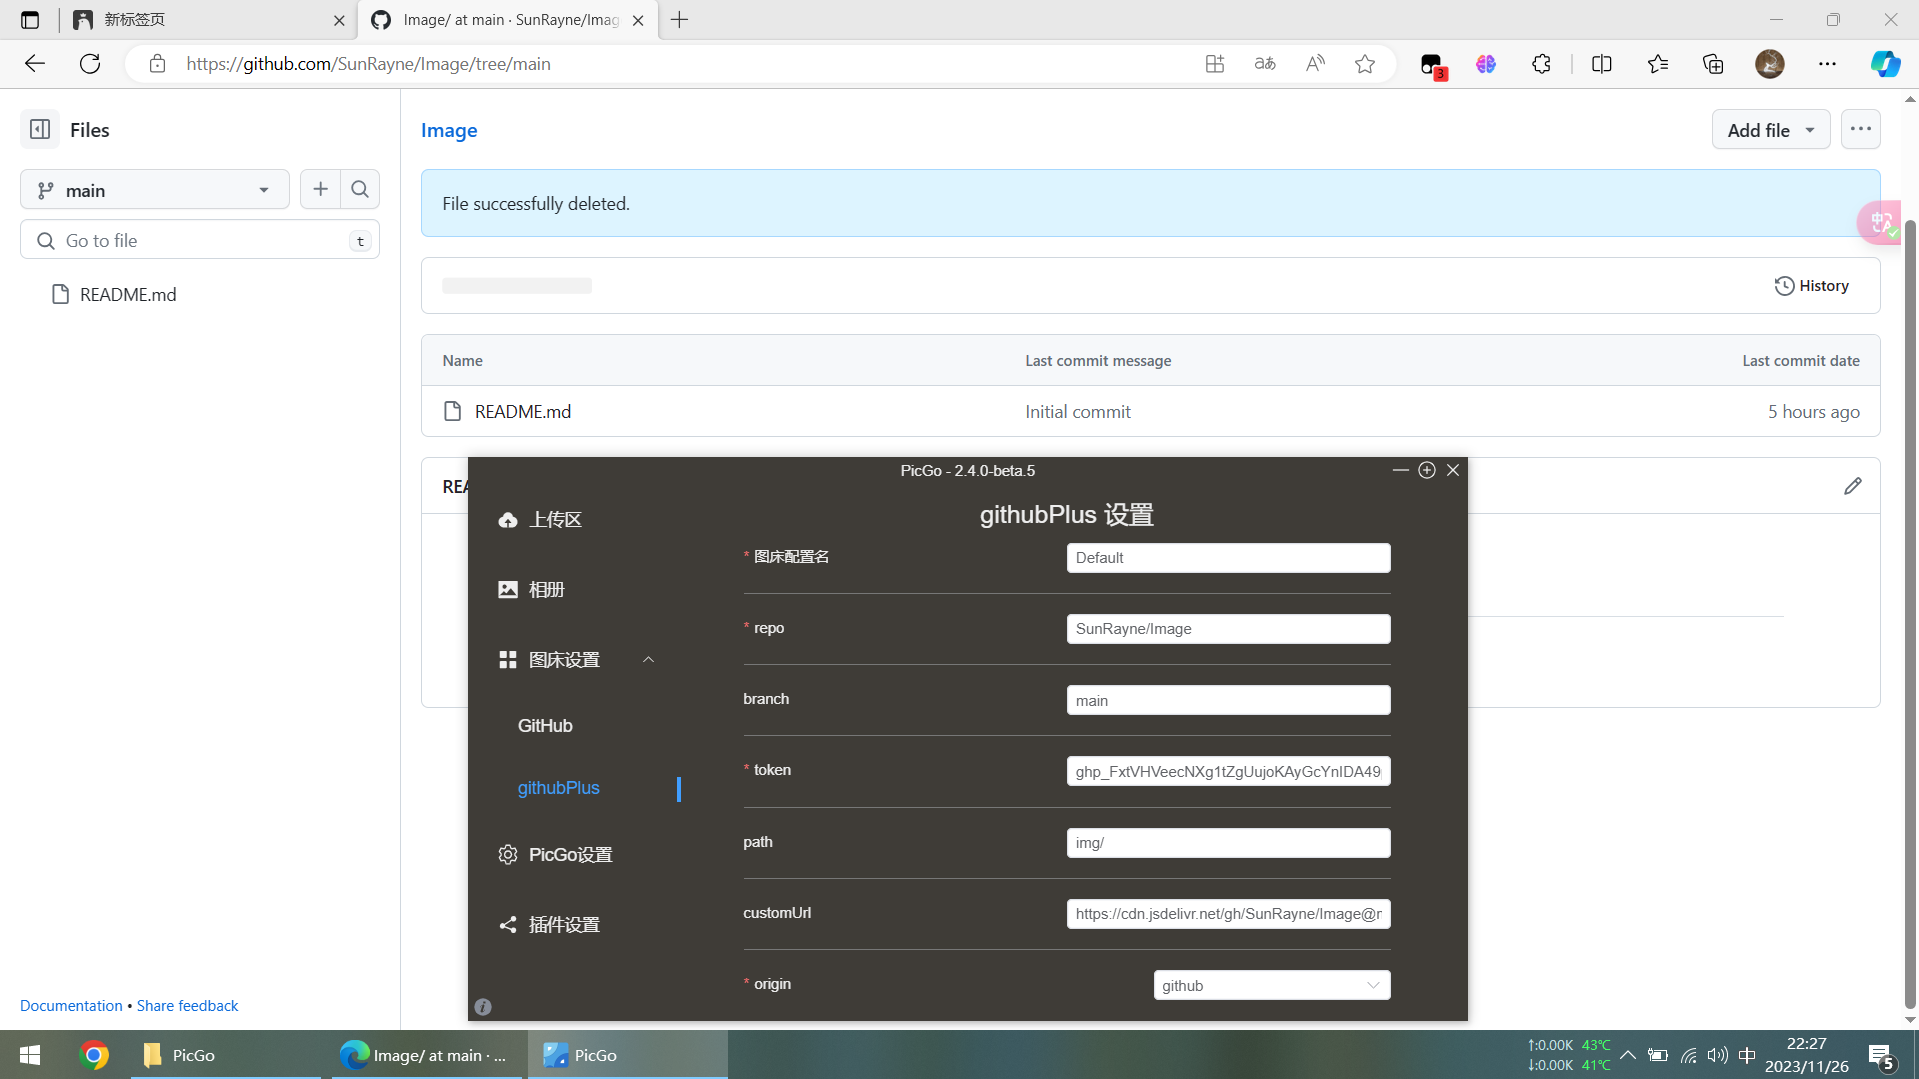 新标签页
Image/ at main · SunRayne/Imag
https://github.com/SunRayne/Image/tree/main
aあ
A
3
Files
Image
Add file
main
File successfully deleted.
中A
Go to file
t
README.md
History
Name
Last commit message
Last commit date
README.md
Initial commit
5 hours ago
REA
PicGo - 2.4.0-beta.5
上传区
相册
图床设置
GitHub
githubPlus
PicGo设置
插件设置
githubPlus 设置
* 图床配置名
Default
* repo
SunRayne/Image
branch
main
* token
path
img/
customUrl
https://cdn.jsdelivr.net/gh/SunRayne/Image@
* origin
github
Documentation • Share feedback
PicGo
Image/ at main · ...
PicGo
↑:0.00K 43℃
↓:0.00K 41℃
中
22:27
2023/11/26
5